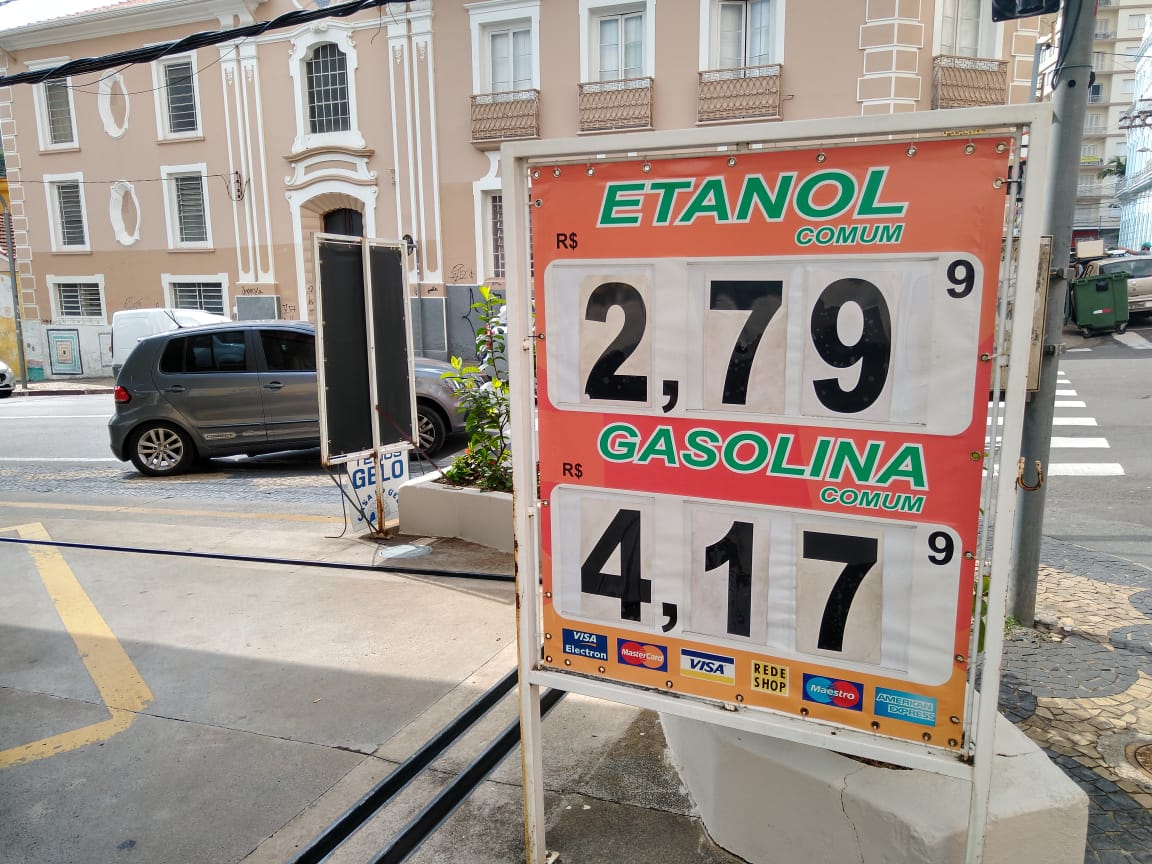 ETANOL
COMUM
R$
2,79 9
GASOLINA
R$
COMUM
4,17 9
VISA
Electron
MasterCard
VISA
REDE
SHOP
Maestro
AMERICAN
EXPRESS
GELO